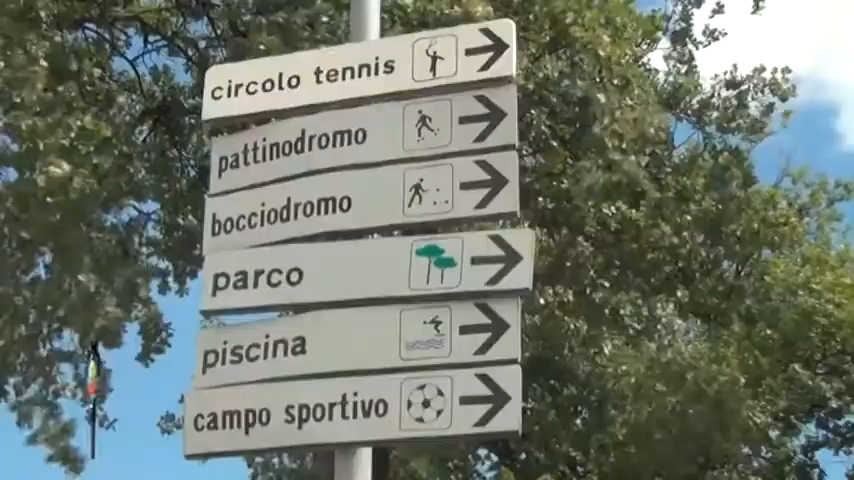 circolo tennis
pattinodromo
bocciodromo
parco
piscina
campo sportivo